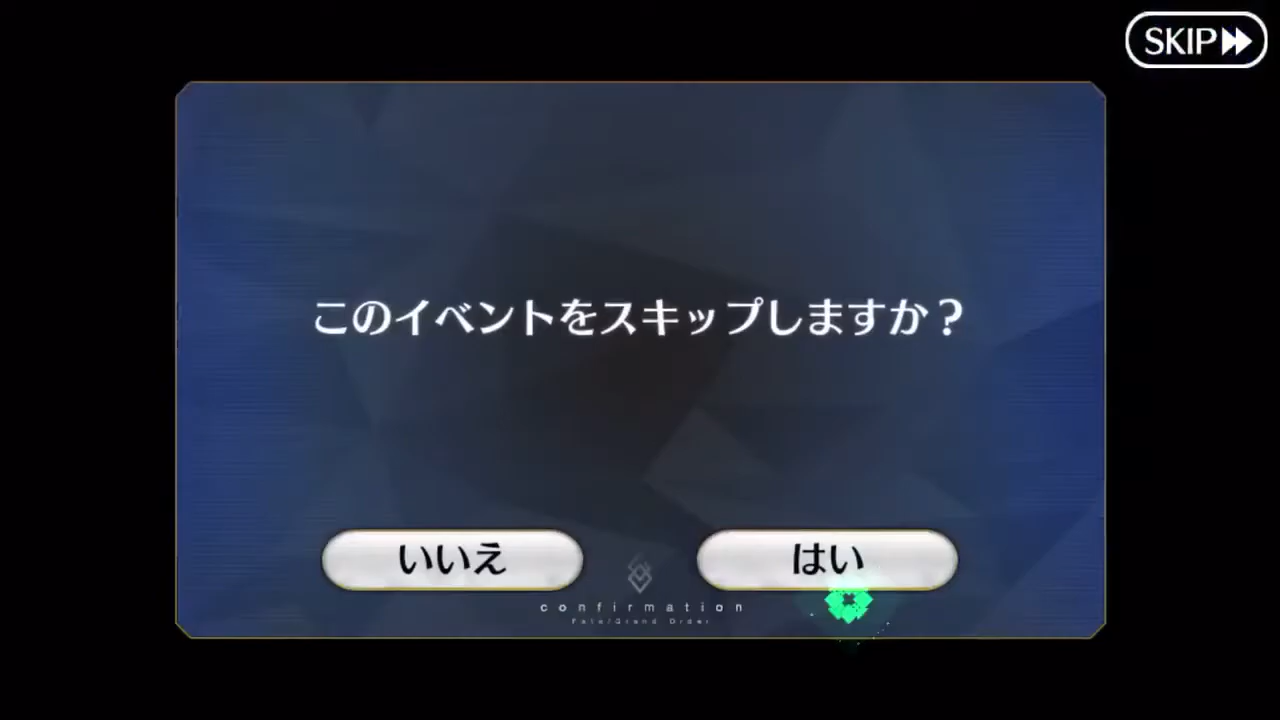 SKIP
このイベントをスキップしますか？
いいえ
はい
confirmation
Fate/Grand Order